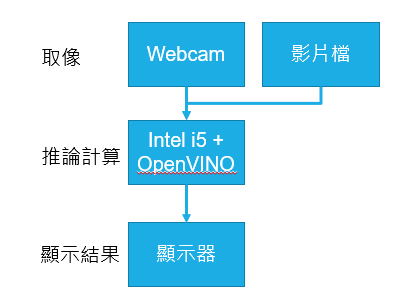 取像
Webcam
影片檔
推論計算
Intel i5 +
OpenVINO
顯示結果
顯示器